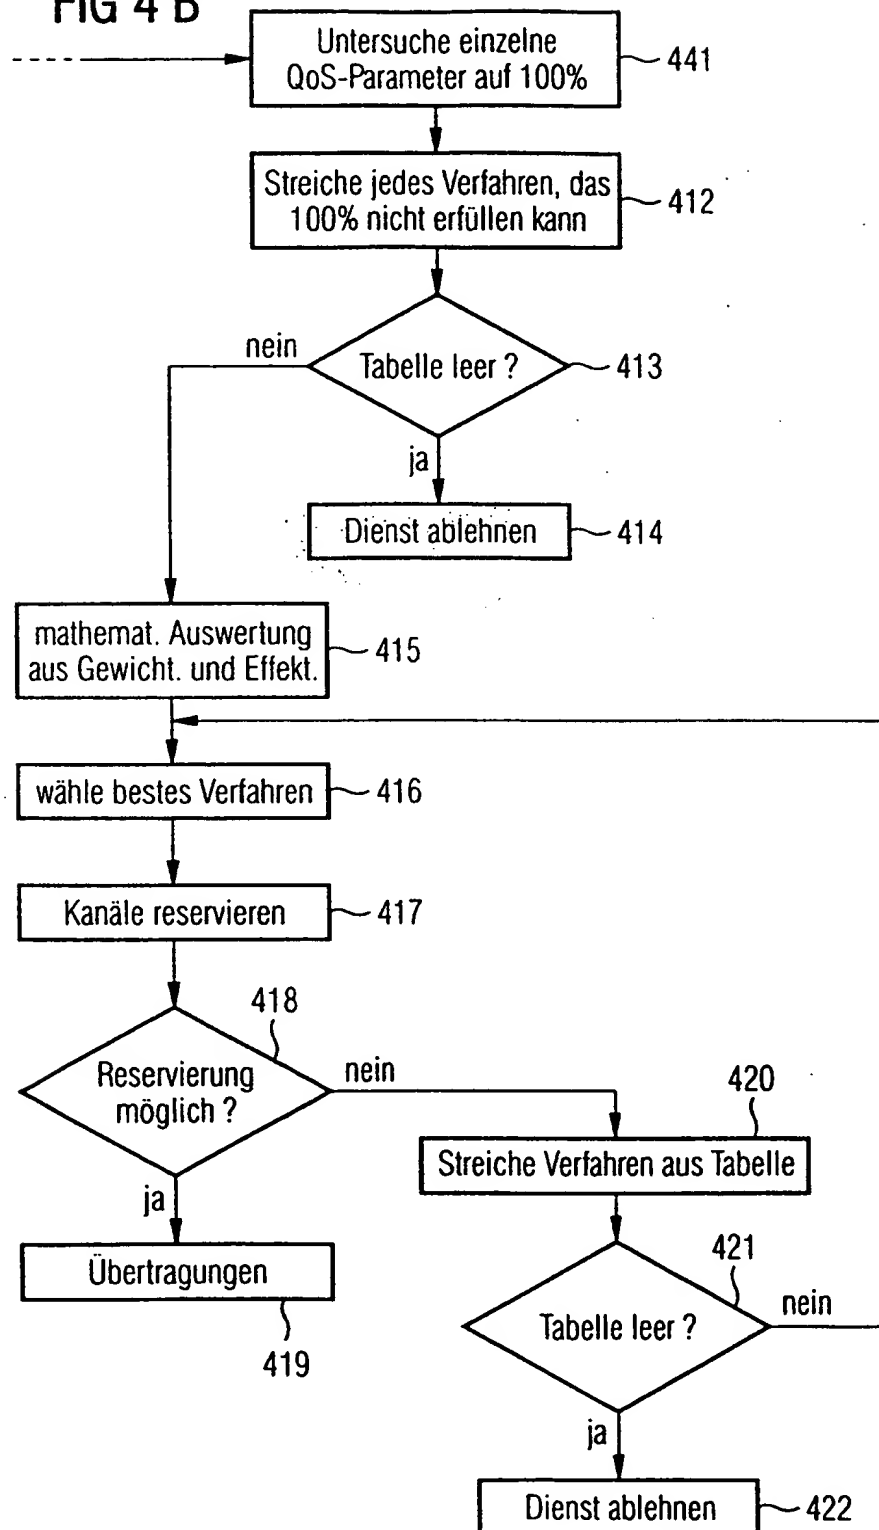 FIG 4 B
Untersuche einzelne
QoS-Parameter auf 100%
441
Streiche jedes Verfahren, das
100% nicht erfüllen kann
412
nein
Tabelle leer ?
413
ja
Dienst ablehnen
414
mathemat. Auswertung
aus Gewicht. und Effekt.
415
wähle bestes Verfahren
416
Kanäle reservieren
417
418
Reservierung
möglich ?
nein
420
Streiche Verfahren aus Tabelle
ja
Übertragungen
419
421
Tabelle leer ?
nein
ja
Dienst ablehnen
422